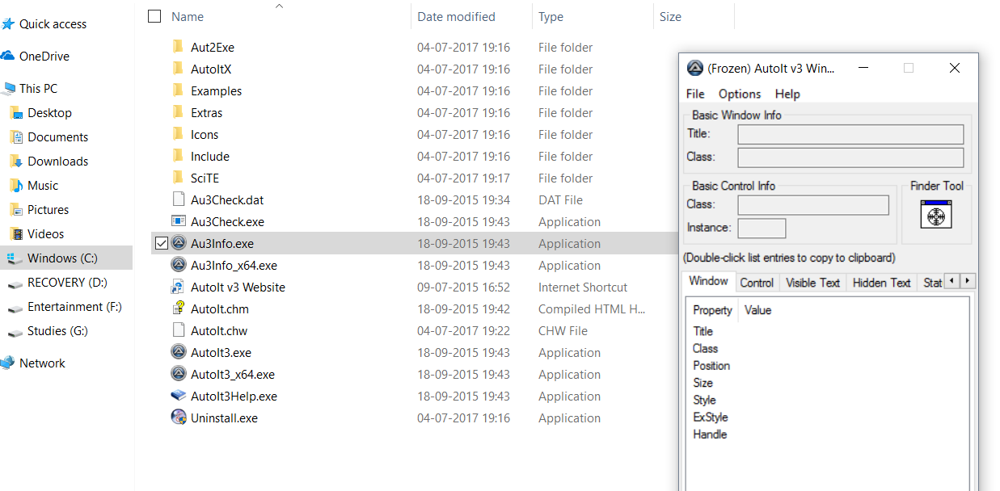 Quick access
OneDrive
This PC
Desktop
Documents
Downloads
Music
Pictures
Videos
Windows (C:)
RECOVERY (D:)
Entertainment (F:)
Studies (G:)
Network
Name Date modified Type Size
Aut2Exe 04-07-2017 19:16 File folder
AutoItX 04-07-2017 19:16 File folder
Examples 04-07-2017 19:16 File folder
Extras 04-07-2017 19:16 File folder
Icons 04-07-2017 19:16 File folder
Include 04-07-2017 19:16 File folder
SciTE 04-07-2017 19:17 File folder
Au3Check.dat 18-09-2015 19:34 DAT File
Au3Check.exe 18-09-2015 19:43 Application
Au3Info.exe 18-09-2015 19:43 Application
Au3Info_x64.exe 18-09-2015 19:43 Application
AutoIt v3 Website 09-07-2015 16:52 Internet Shortcut
AutoIt.chm 18-09-2015 19:42 Compiled HTML H...
AutoIt.chw 04-07-2017 19:22 CHW File
AutoIt3.exe 18-09-2015 19:43 Application
AutoIt3_x64.exe 18-09-2015 19:43 Application
AutoIt3Help.exe 18-09-2015 19:43 Application
Uninstall.exe 04-07-2017 19:16 Application
(Frozen) AutoIt v3 Win...
File Options Help
Basic Window Info
Title:
Class:
Basic Control Info
Class:
Instance:
Finder Tool
(Double-click list entries to copy to clipboard)
Window Control Visible Text Hidden Text Stat
Property Value
Title
Class
Position
Size
Style
ExStyle
Handle